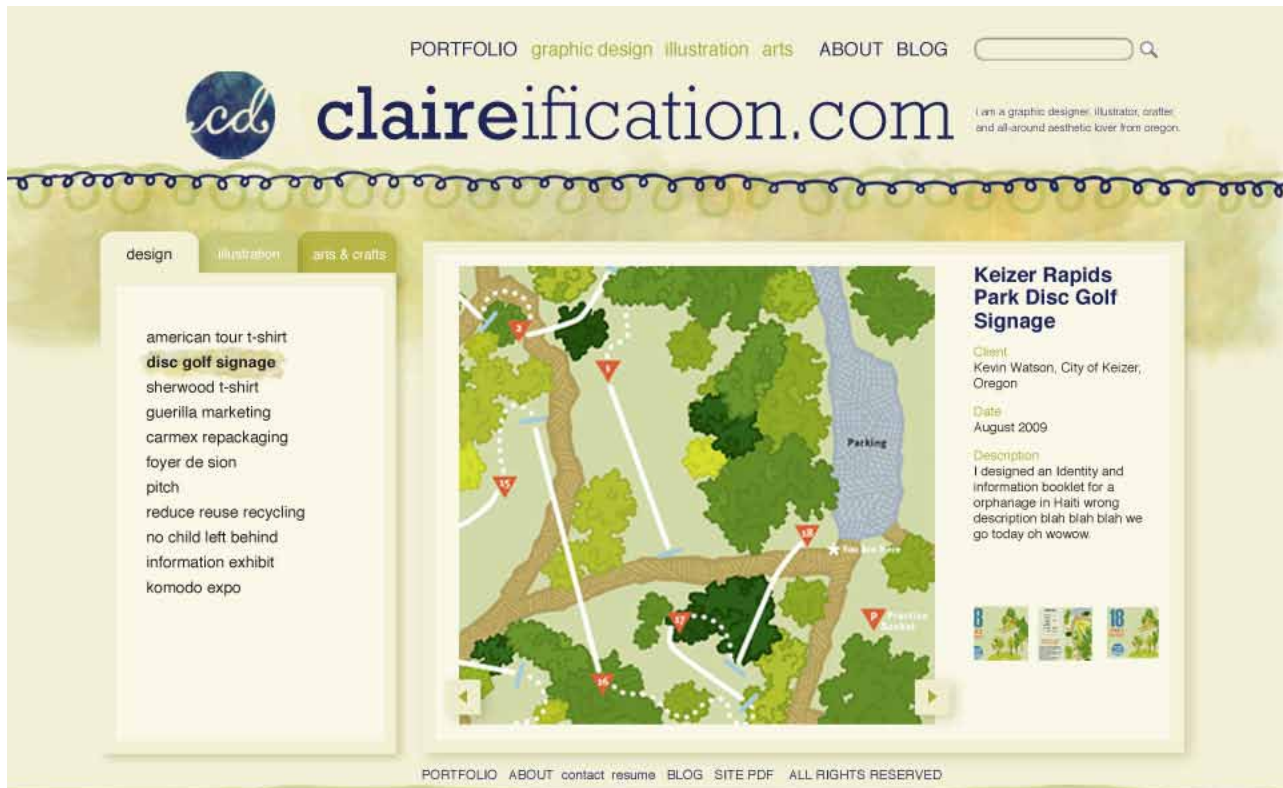 PORTFOLIO graphic design illustration arts ABOUT BLOG
cd
claireification.com
i am a graphic designer, illustrator, crafter,
and all-around aesthetic lover from oregon.
design illustration arts & crafts
american tour t-shirt
disc golf signage
sherwood t-shirt
guerilla marketing
carmex repackaging
foyer de sion
pitch
reduce reuse recycling
no child left behind
information exhibit
komodo expo
Parking
15
18
You Are Here
17
P Practice
Basket
16
Keizer Rapids
Park Disc Golf
Signage
Client
Kevin Watson, City of Keizer,
Oregon
Date
August 2009
Description
I designed an Identity and
information booklet for a
orphanage in Haiti wrong
description blah blah blah we
go today oh wowow.
8
18
PORTFOLIO ABOUT contact resume BLOG SITE PDF ALL RIGHTS RESERVED